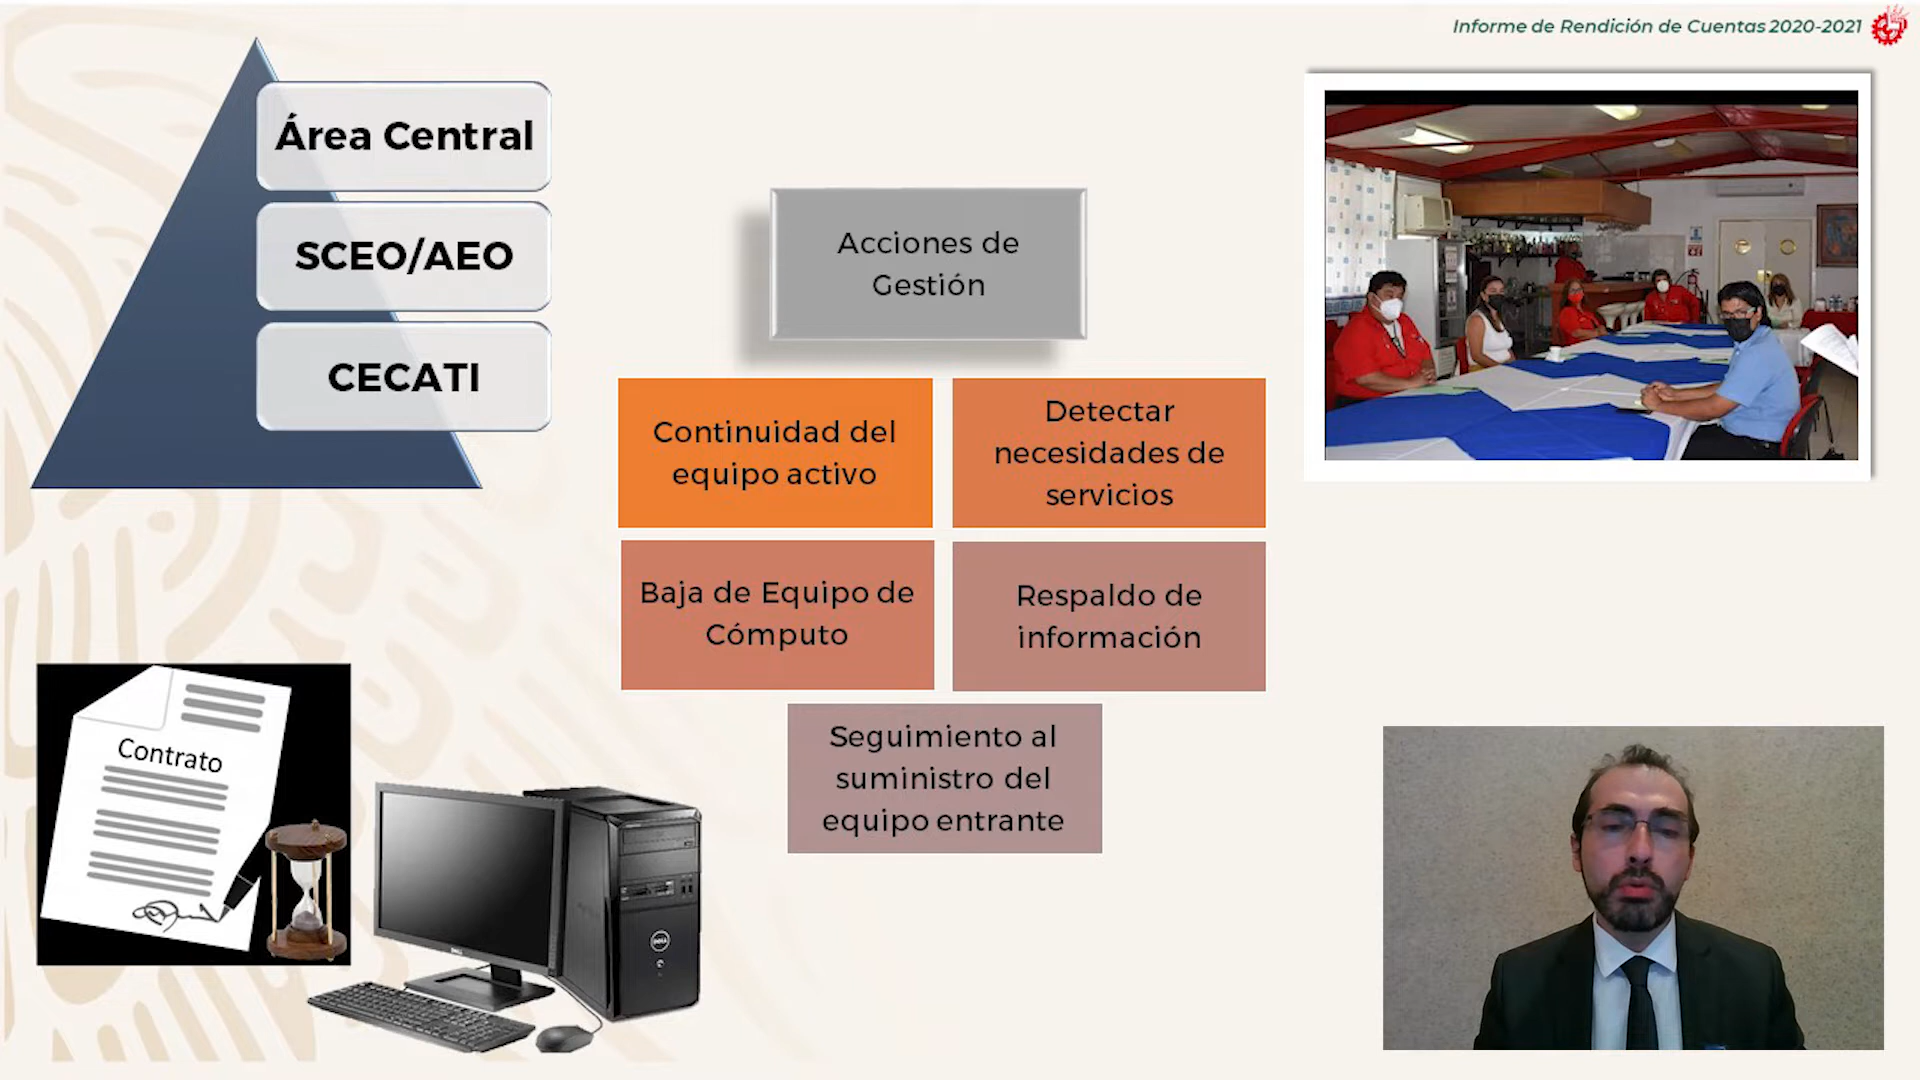 Informe de Rendición de Cuentas 2020-2021
Área Central
SCEO/AEO
CECATI
Acciones de
Gestión
Continuidad del
equipo activo
Detectar
necesidades de
servicios
Baja de Equipo de
Cómputo
Respaldo de
información
Seguimiento al
suministro del
equipo entrante
Contrato
DELL
DELL